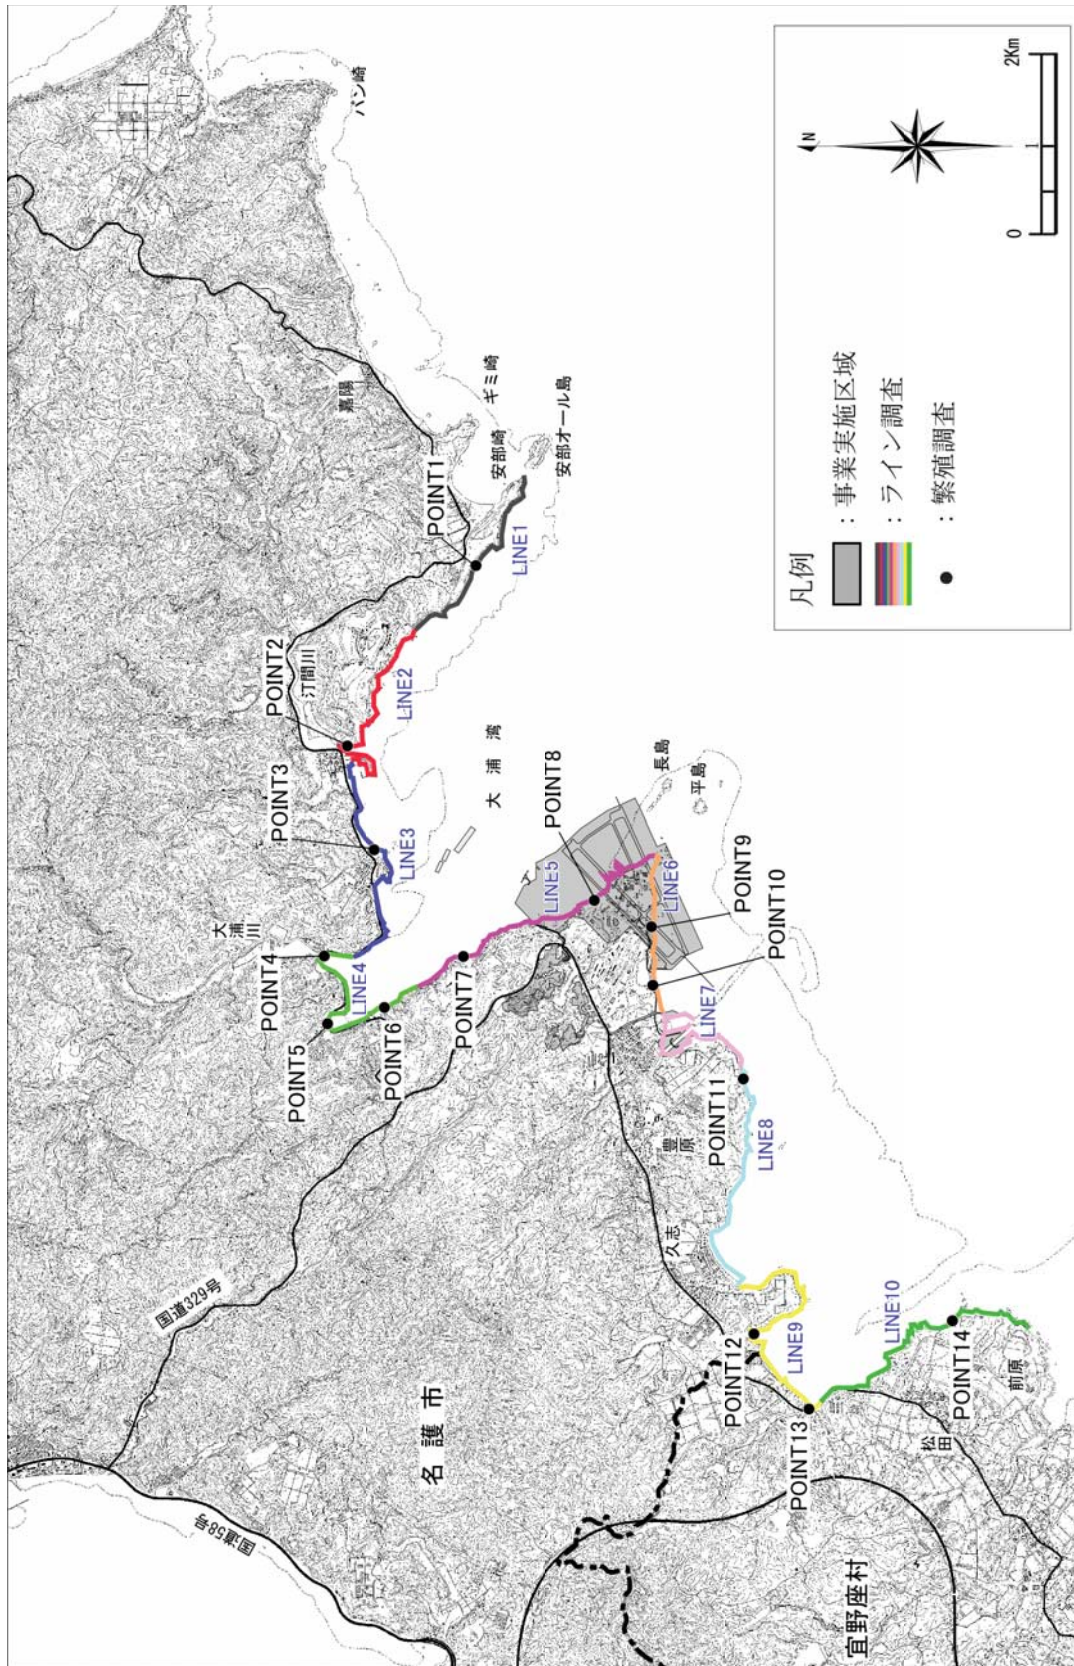 バン崎
嘉陽
ギミ崎
安部崎
安部オール島
POINT1
LINE1
POINT2
汀間川
LINE2
POINT3
LINE3
大浦湾
大浦川
POINT4
LINE4
POINT5
POINT6
POINT7
POINT8
LINE5
長島
平島
LINE6
POINT9
POINT10
LINE7
POINT11
豊原
LINE8
久志
国道329号
国道58号
名護市
POINT12
LINE9
POINT13
LINE10
POINT14
前原
松田
宜野座村
凡例
：事業実施区域
：ライン調査
：繁殖調査
N
0
1
2Km